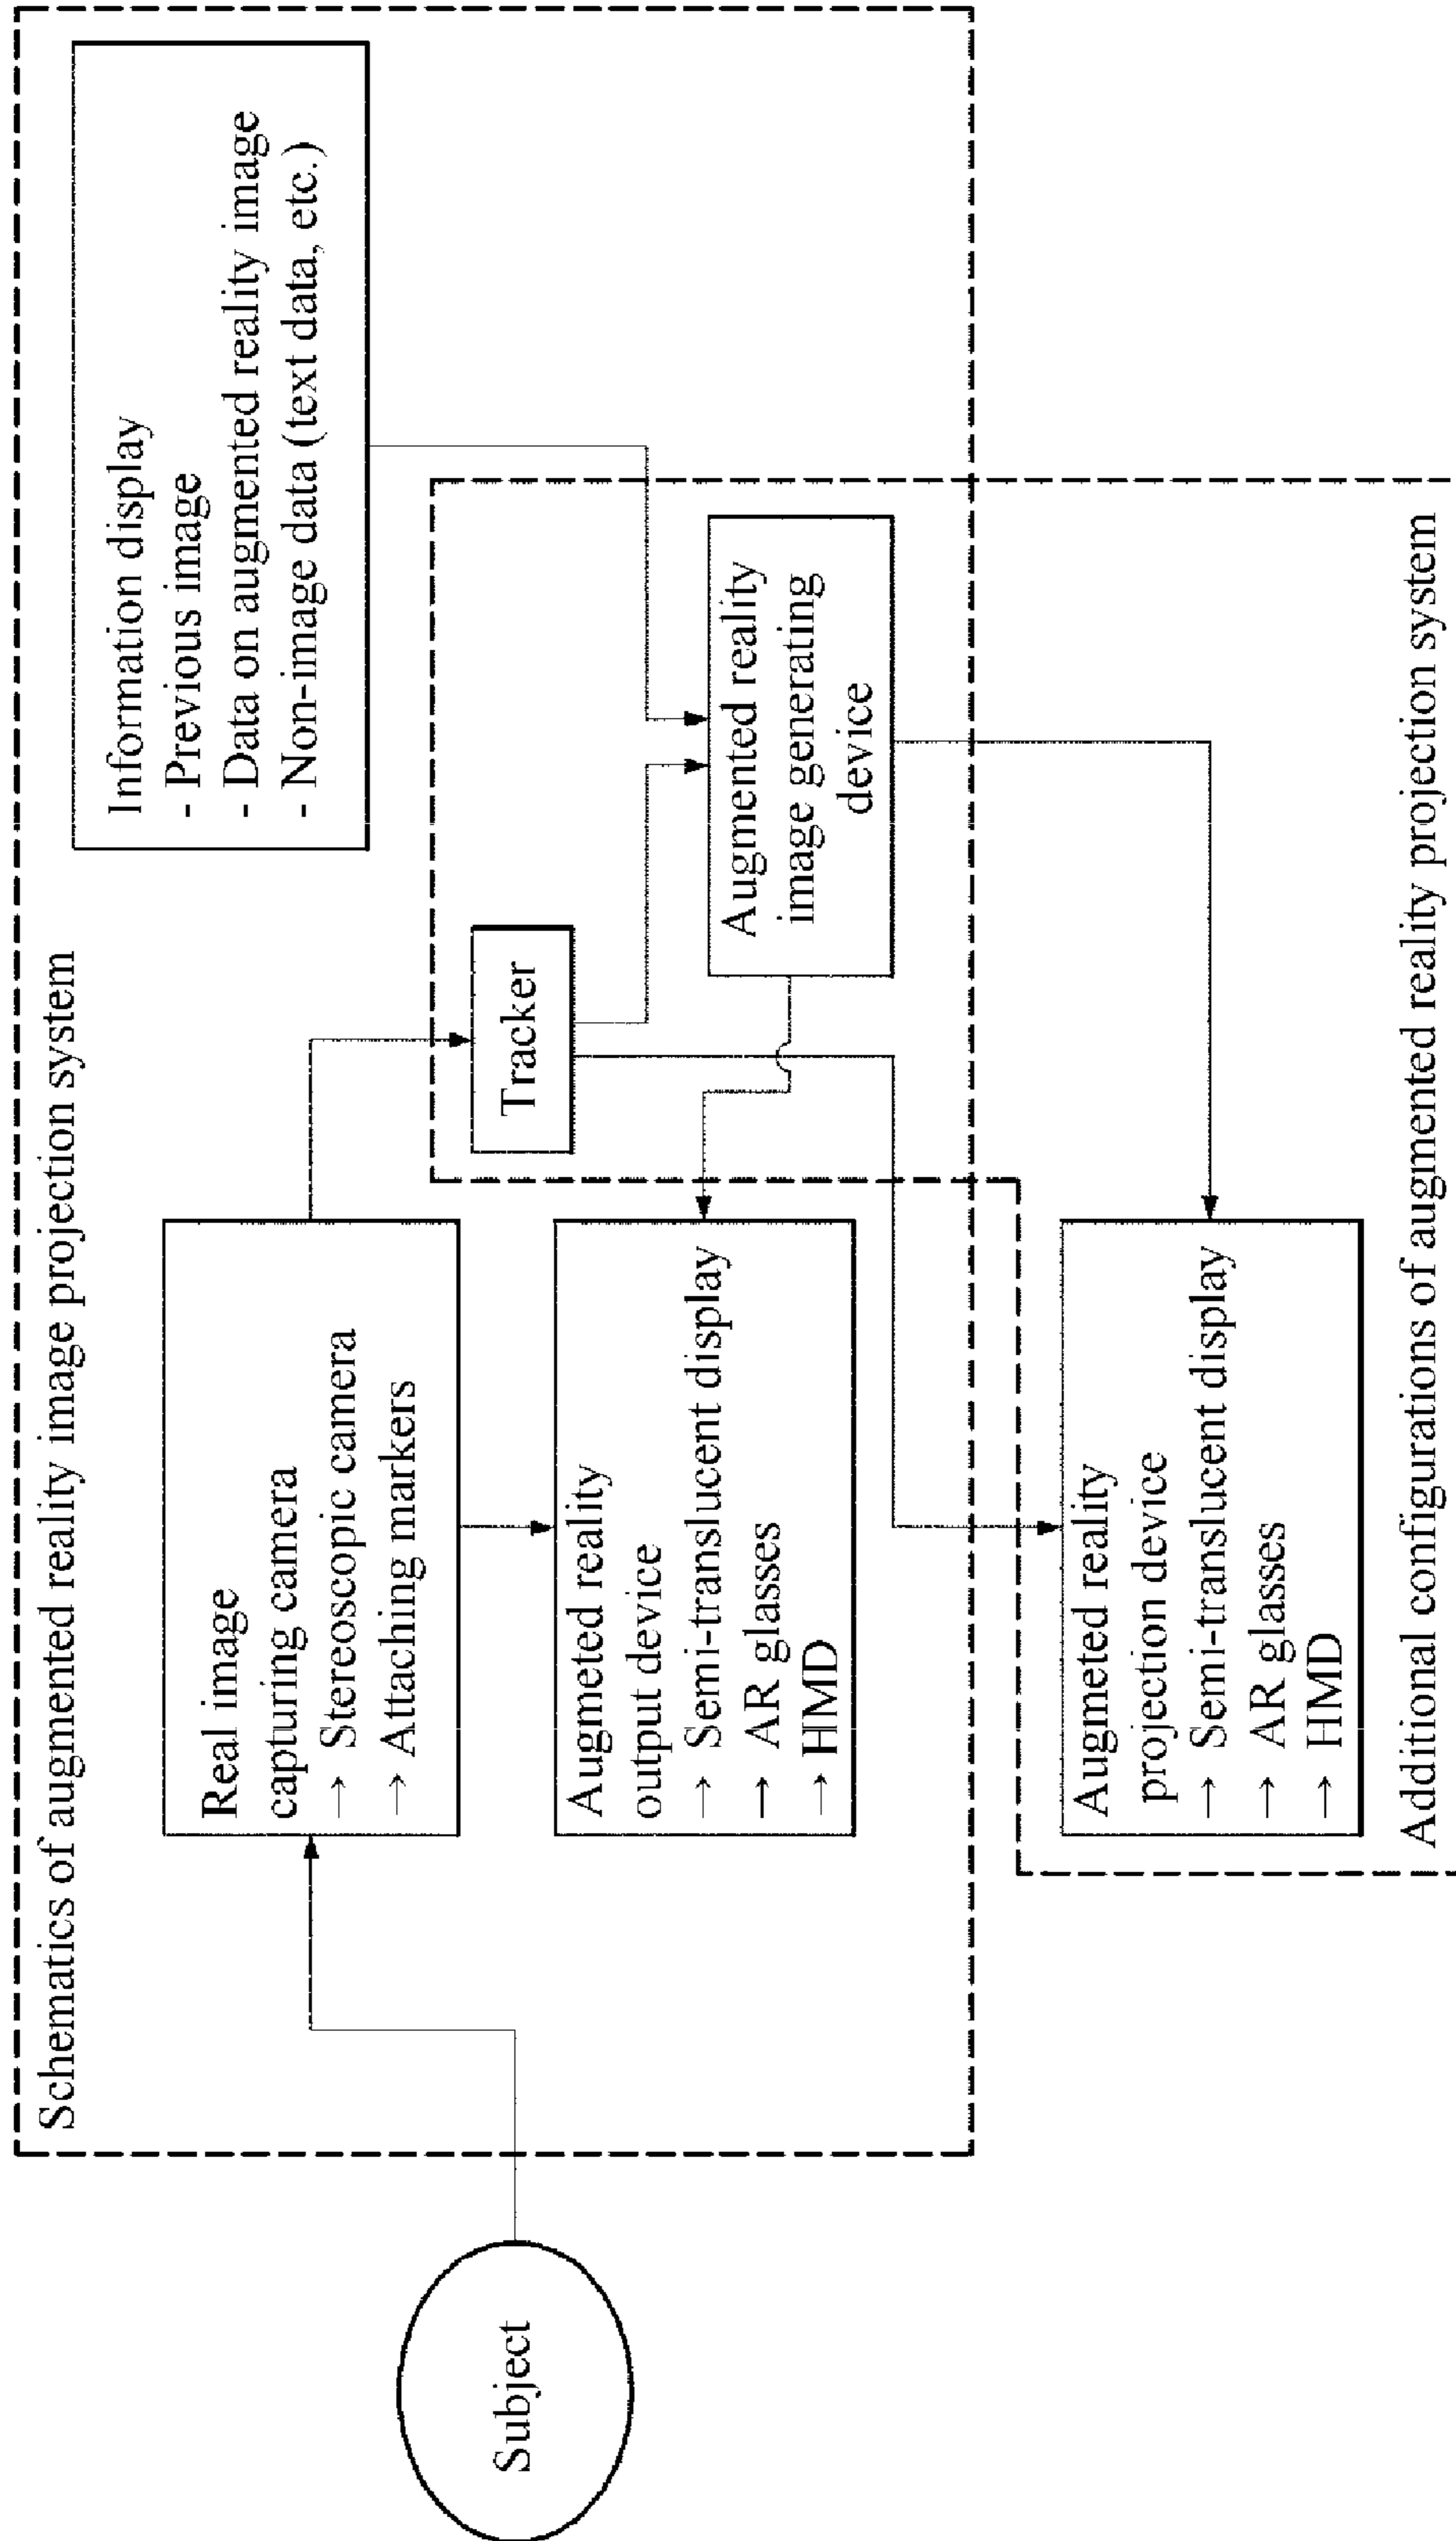 Schematics of augmented reality image projection system
Subject
Real image
capturing camera
→ Stereoscopic camera
→ Attaching markers
Augmeted reality
output device
→ Semi-translucent display
→ AR glasses
→ HMD
Tracker
Information display
- Previous image
- Data on augmented reality image
- Non-image data (text data, etc.)
Augmented reality
image generating
device
Augmeted reality
projection device
→ Semi-translucent display
→ AR glasses
→ HMD
Additional configurations of augmented reality projection system